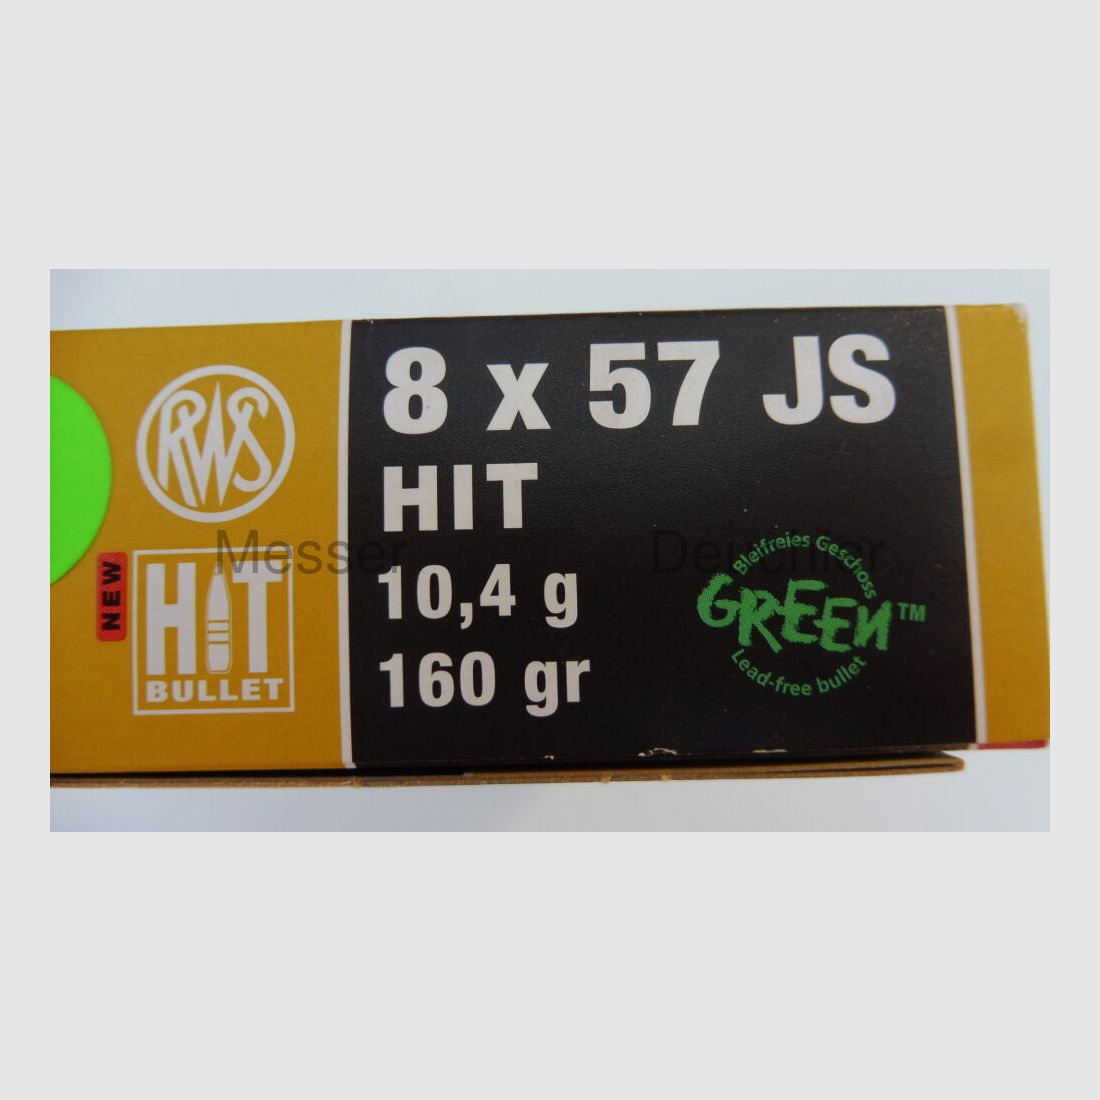 8 x 57 JS
RWS
HIT
10,4 g
160 gr
NEW
HIT
BULLET
Bleifreies Geschoss
GREEN™
Lead-free bullet
Messer